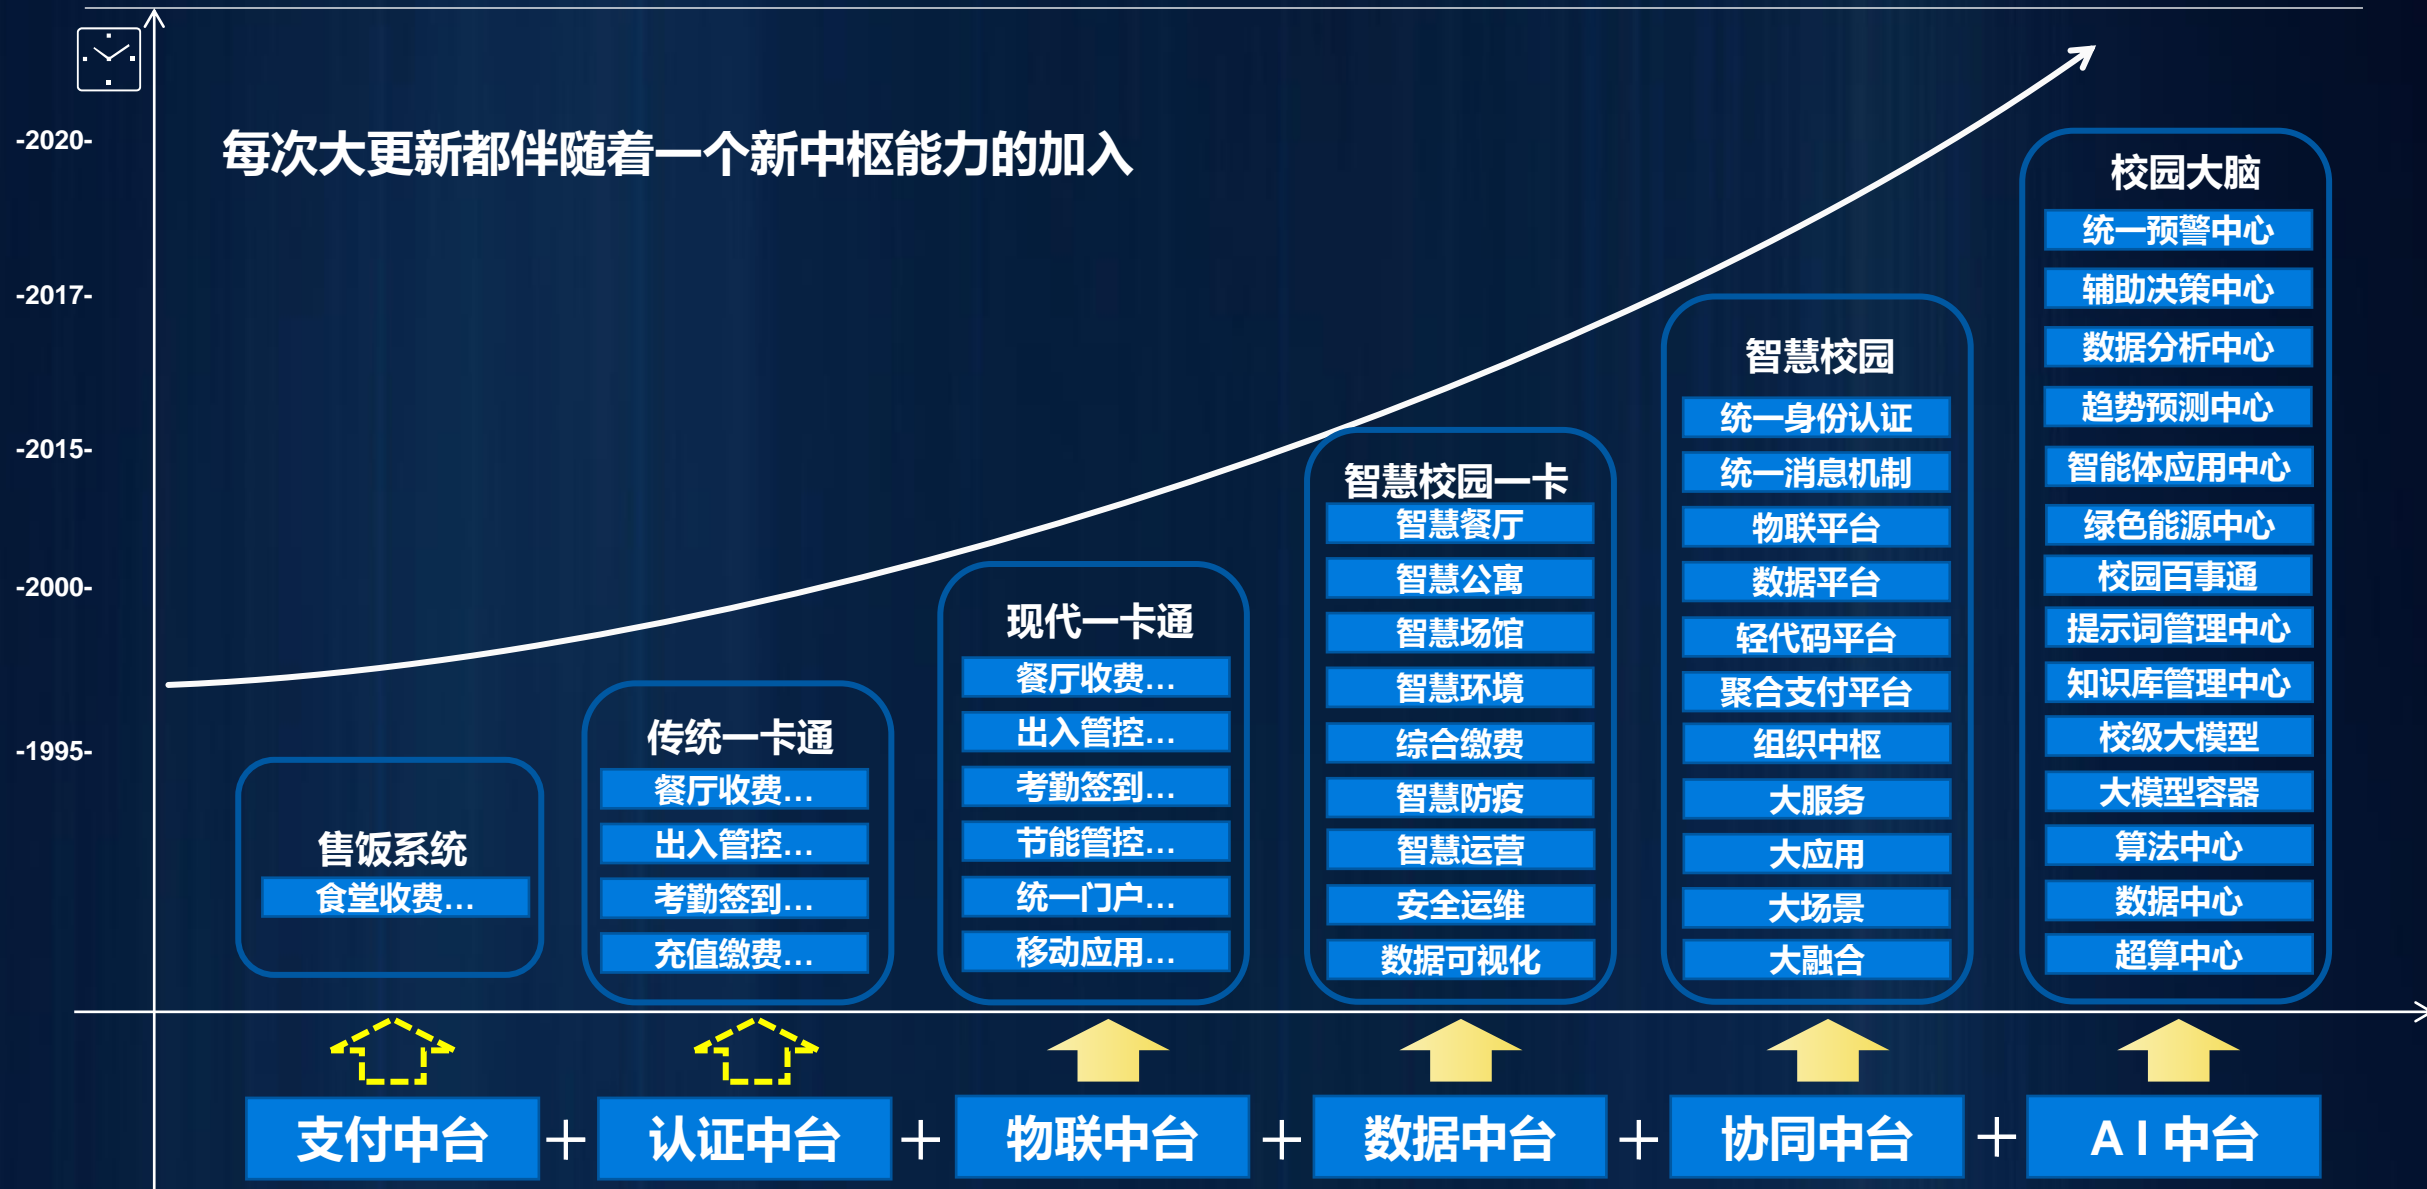 每次大更新都伴随着一个新中枢能力的加入
-2020-
-2017-
-2015-
-2000-
-1995-
售饭系统
食堂收费...
传统一卡通
餐厅收费...
出入管控...
考勤签到...
充值缴费...
现代一卡通
餐厅收费...
出入管控...
考勤签到...
节能管控...
统一门户...
移动应用...
智慧校园一卡
智慧餐厅
智慧公寓
智慧场馆
智慧环境
综合缴费
智慧防疫
智慧运营
安全运维
数据可视化
智慧校园
统一身份认证
统一消息机制
物联平台
数据平台
轻代码平台
聚合支付平台
组织中枢
大服务
大应用
大场景
大融合
校园大脑
统一预警中心
辅助决策中心
数据分析中心
趋势预测中心
智能体应用中心
绿色能源中心
校园百事通
提示词管理中心
知识库管理中心
校级大模型
大模型容器
算法中心
数据中心
超算中心
支付中台 + 认证中台 + 物联中台 + 数据中台 + 协同中台 + AI中台